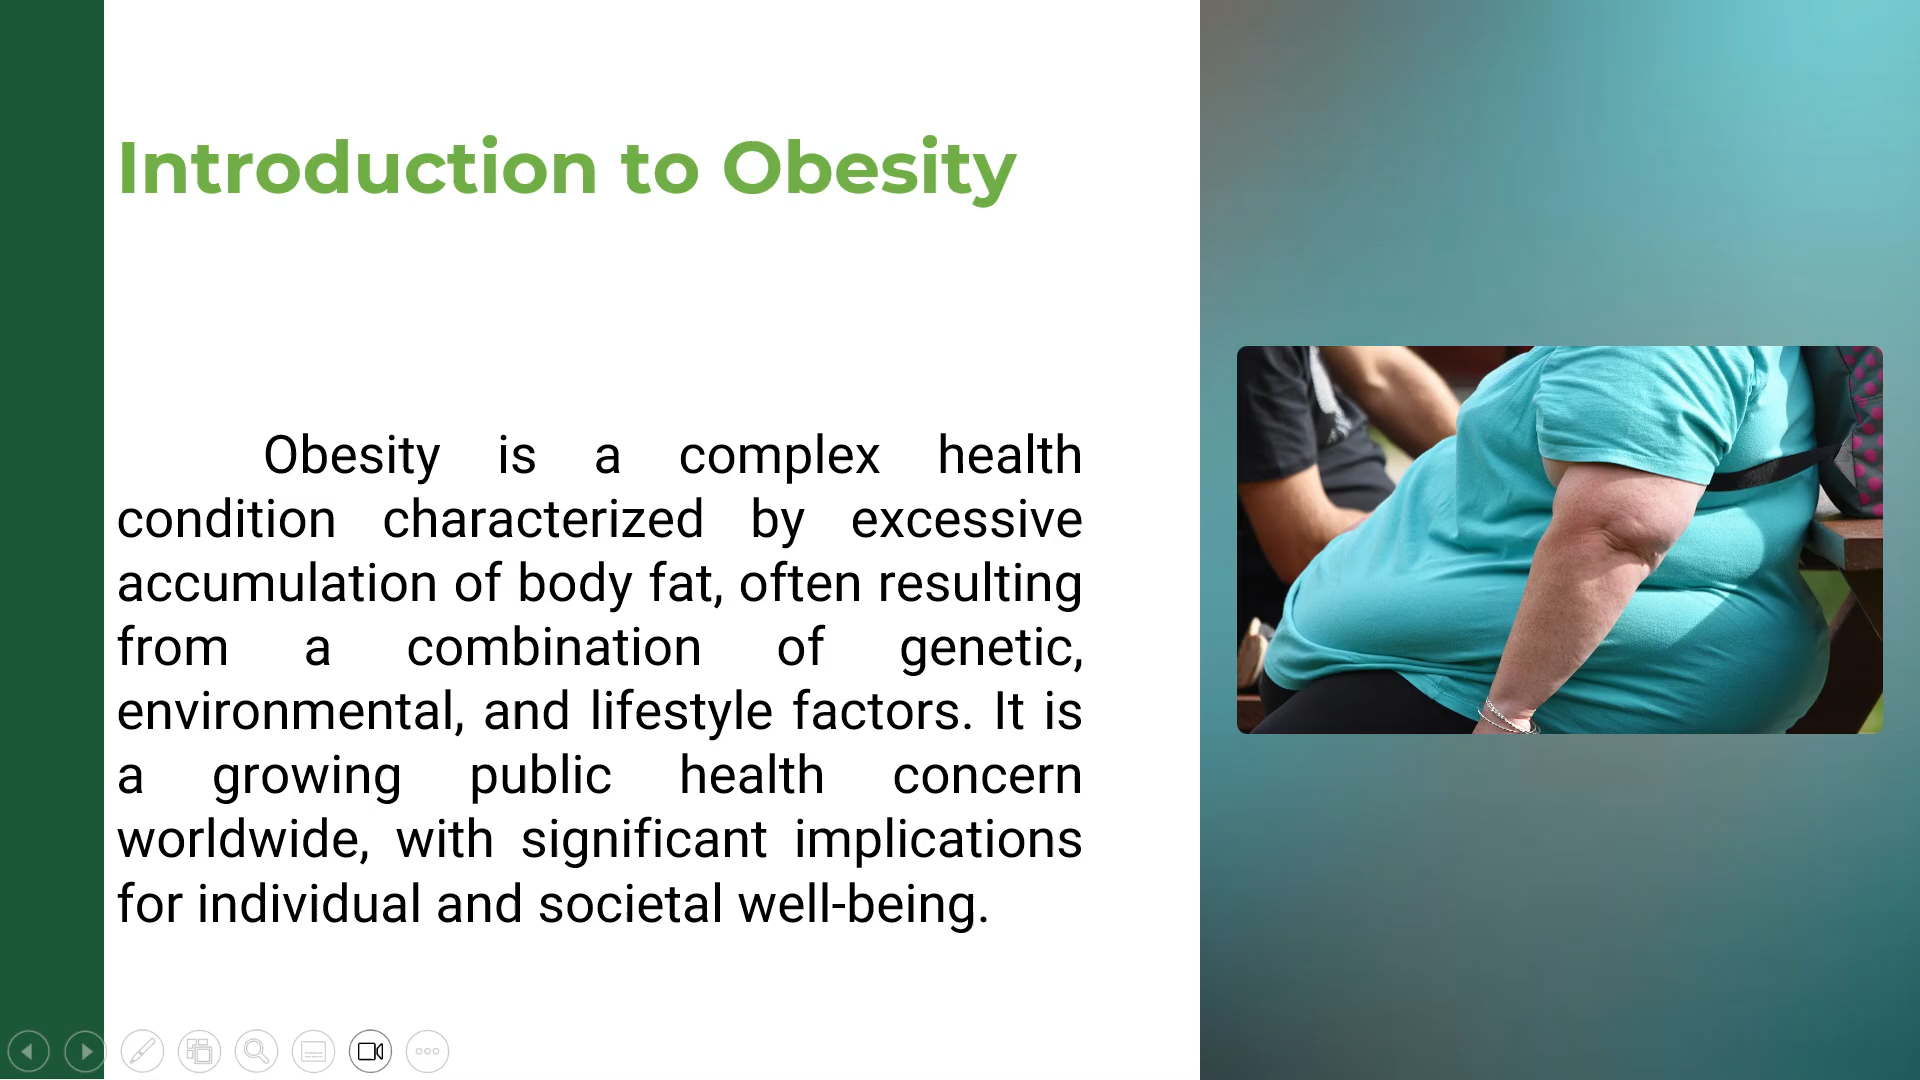 Introduction to Obesity
Obesity is a complex health
condition characterized by excessive
accumulation of body fat, often resulting
from a combination of genetic,
environmental, and lifestyle factors. It is
a growing public health concern
worldwide, with significant implications
for individual and societal well-being.